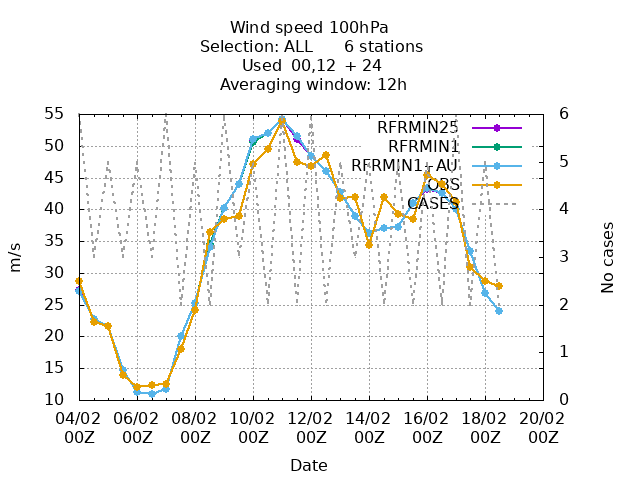 Wind speed 100hPa
Selection: ALL 6 stations
Used 00,12 + 24
Averaging window: 12h
55 6
RFRMIN25
50 RFRMIN1
RFRMIN1+AU 5
45 OBS
40 CASES 4
35
30 3
25
20 2
15 1
10 0
04/02 06/02 08/02 10/02 12/02 14/02 16/02 18/02 20/02
00Z 00Z 00Z 00Z 00Z 00Z 00Z 00Z 00Z
Date
m/s
No cases